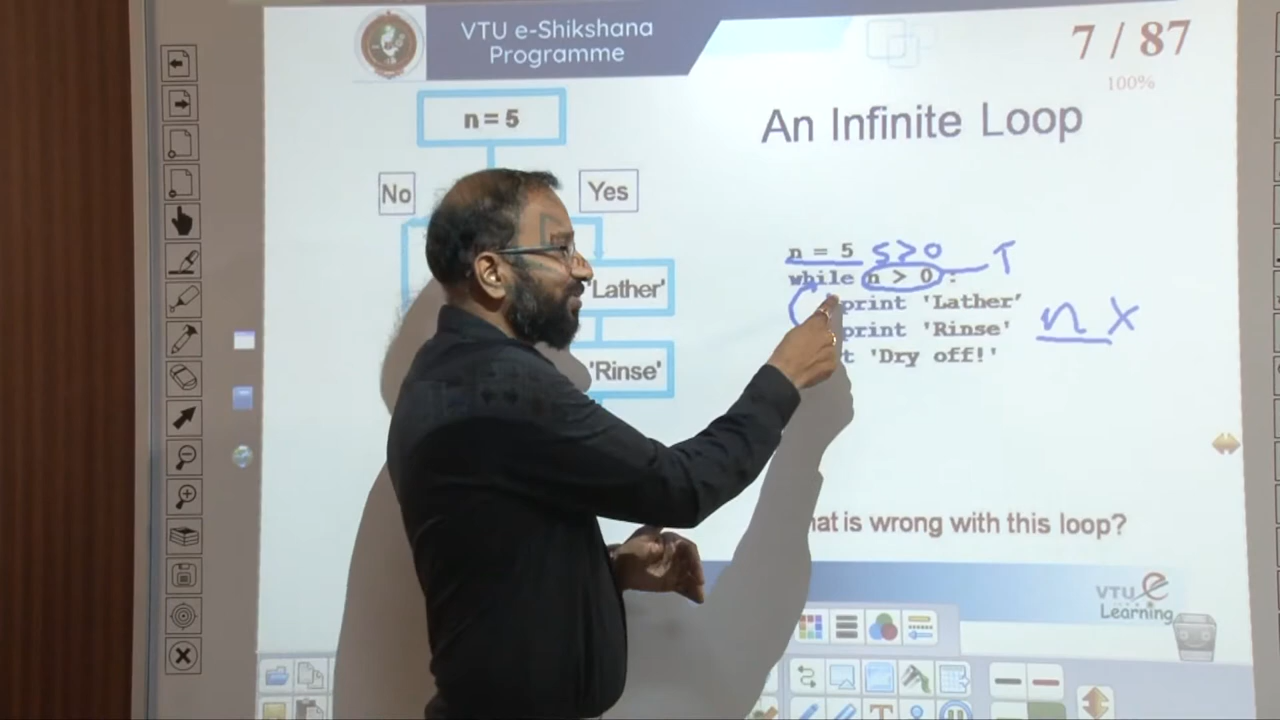 VTU e-Shikshana
Programme
7 / 87
100%
n = 5
An Infinite Loop
No
Yes
n = 5 5>0 T
while n > 0 :
'Lather'
print 'Lather'
print 'Rinse'
n X
'Dry off!'
'Rinse'
is wrong with this loop?
VTU e
Learning